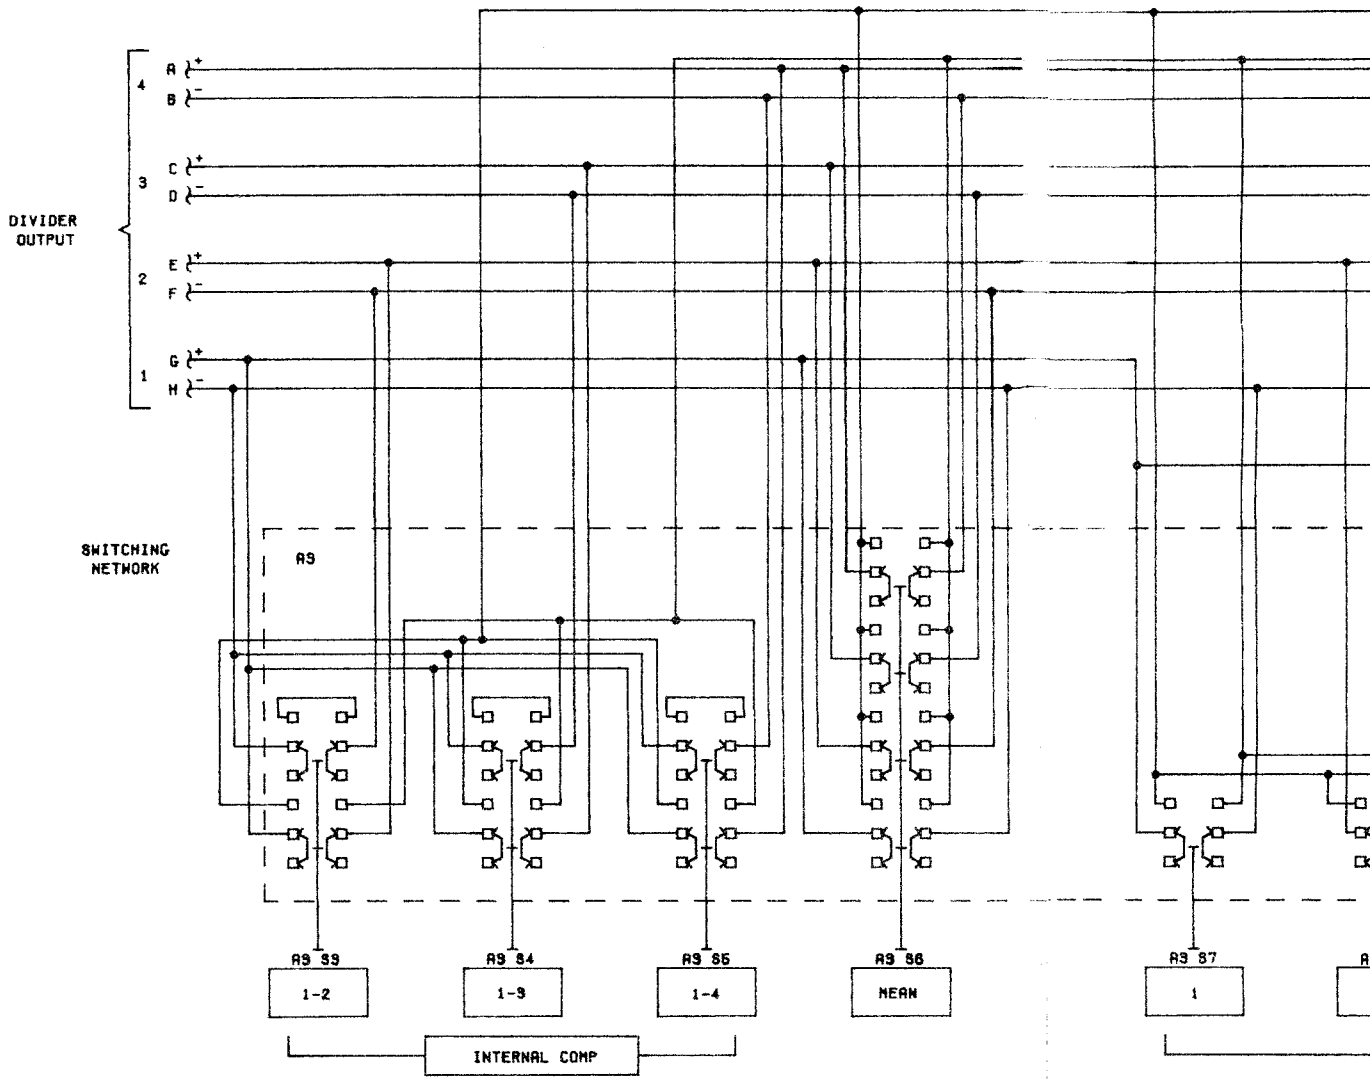 4
A +
B -
3
C +
D -
DIVIDER
OUTPUT
2
E +
F -
1
G +
H -
SWITCHING
NETWORK
A9
A9 S3
1-2
A9 S4
1-3
A9 S5
1-4
A9 S6
MEAN
A9 S7
1
A
INTERNAL COMP